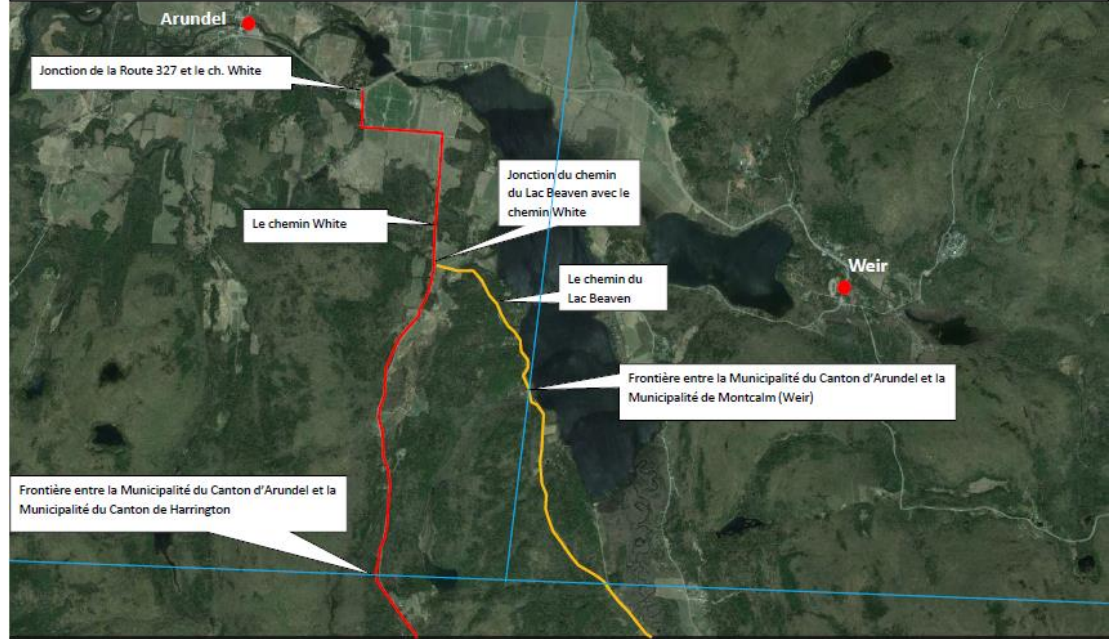 Arundel
Jonction de la Route 327 et le ch. White
Jonction du chemin
du Lac Beaven avec le
chemin White
Le chemin White
Weir
Le chemin du
Lac Beaven
Frontière entre la Municipalité du Canton d'Arundel et la
Municipalité de Montcalm (Weir)
Frontière entre la Municipalité du Canton d'Arundel et la
Municipalité du Canton de Harrington